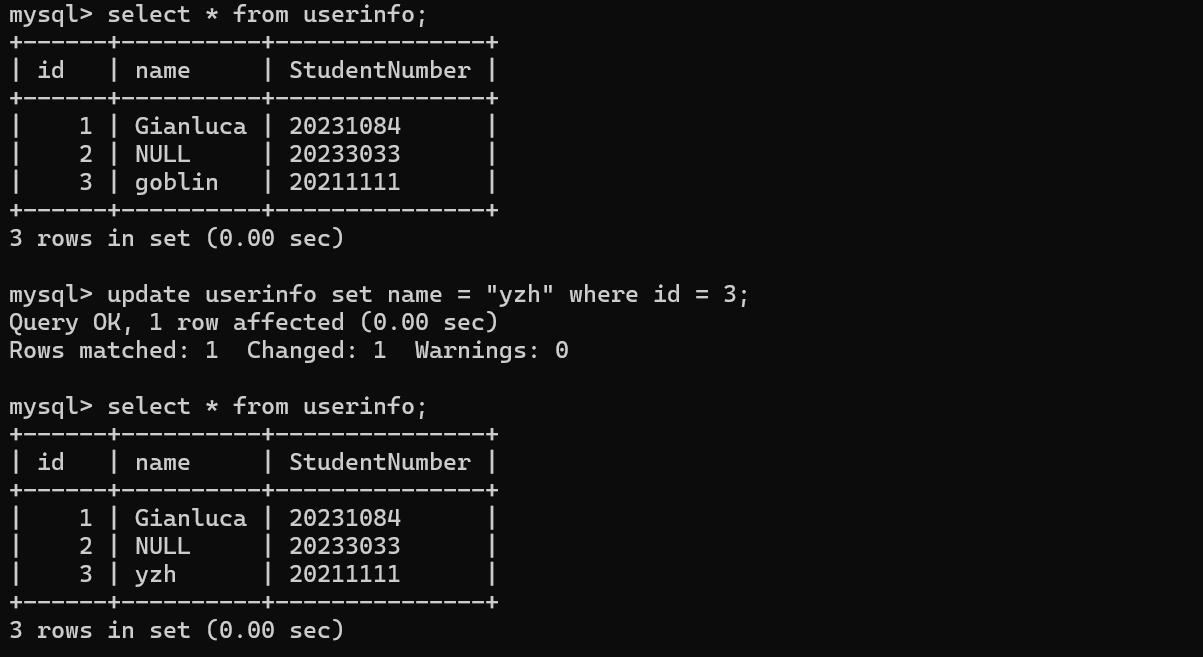 mysql> select * from userinfo;
+------+----------+---------------+
| id   | name     | StudentNumber |
+------+----------+---------------+
|    1 | Gianluca | 20231084      |
|    2 | NULL     | 20233033      |
|    3 | goblin   | 20211111      |
+------+----------+---------------+
3 rows in set (0.00 sec)

mysql> update userinfo set name = "yzh" where id = 3;
Query OK, 1 row affected (0.00 sec)
Rows matched: 1  Changed: 1  Warnings: 0

mysql> select * from userinfo;
+------+----------+---------------+
| id   | name     | StudentNumber |
+------+----------+---------------+
|    1 | Gianluca | 20231084      |
|    2 | NULL     | 20233033      |
|    3 | yzh      | 20211111      |
+------+----------+---------------+
3 rows in set (0.00 sec)